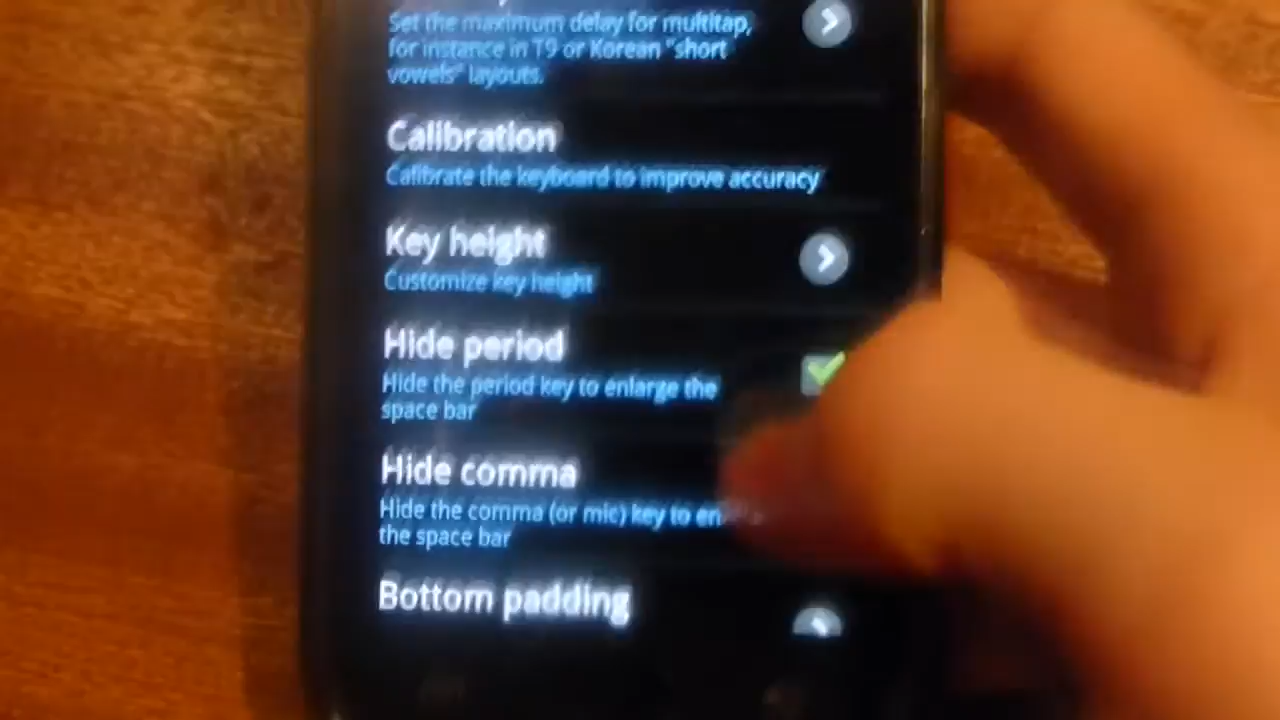 Set the maximum delay for multitap,
for instance in T9 or Korean "short
vowels" layouts.
Calibration
Calibrate the keyboard to improve accuracy
Key height
Customize key height
Hide period
Hide the period key to enlarge the
space bar
Hide comma
Hide the comma (or mic) key to
the space bar
Bottom padding